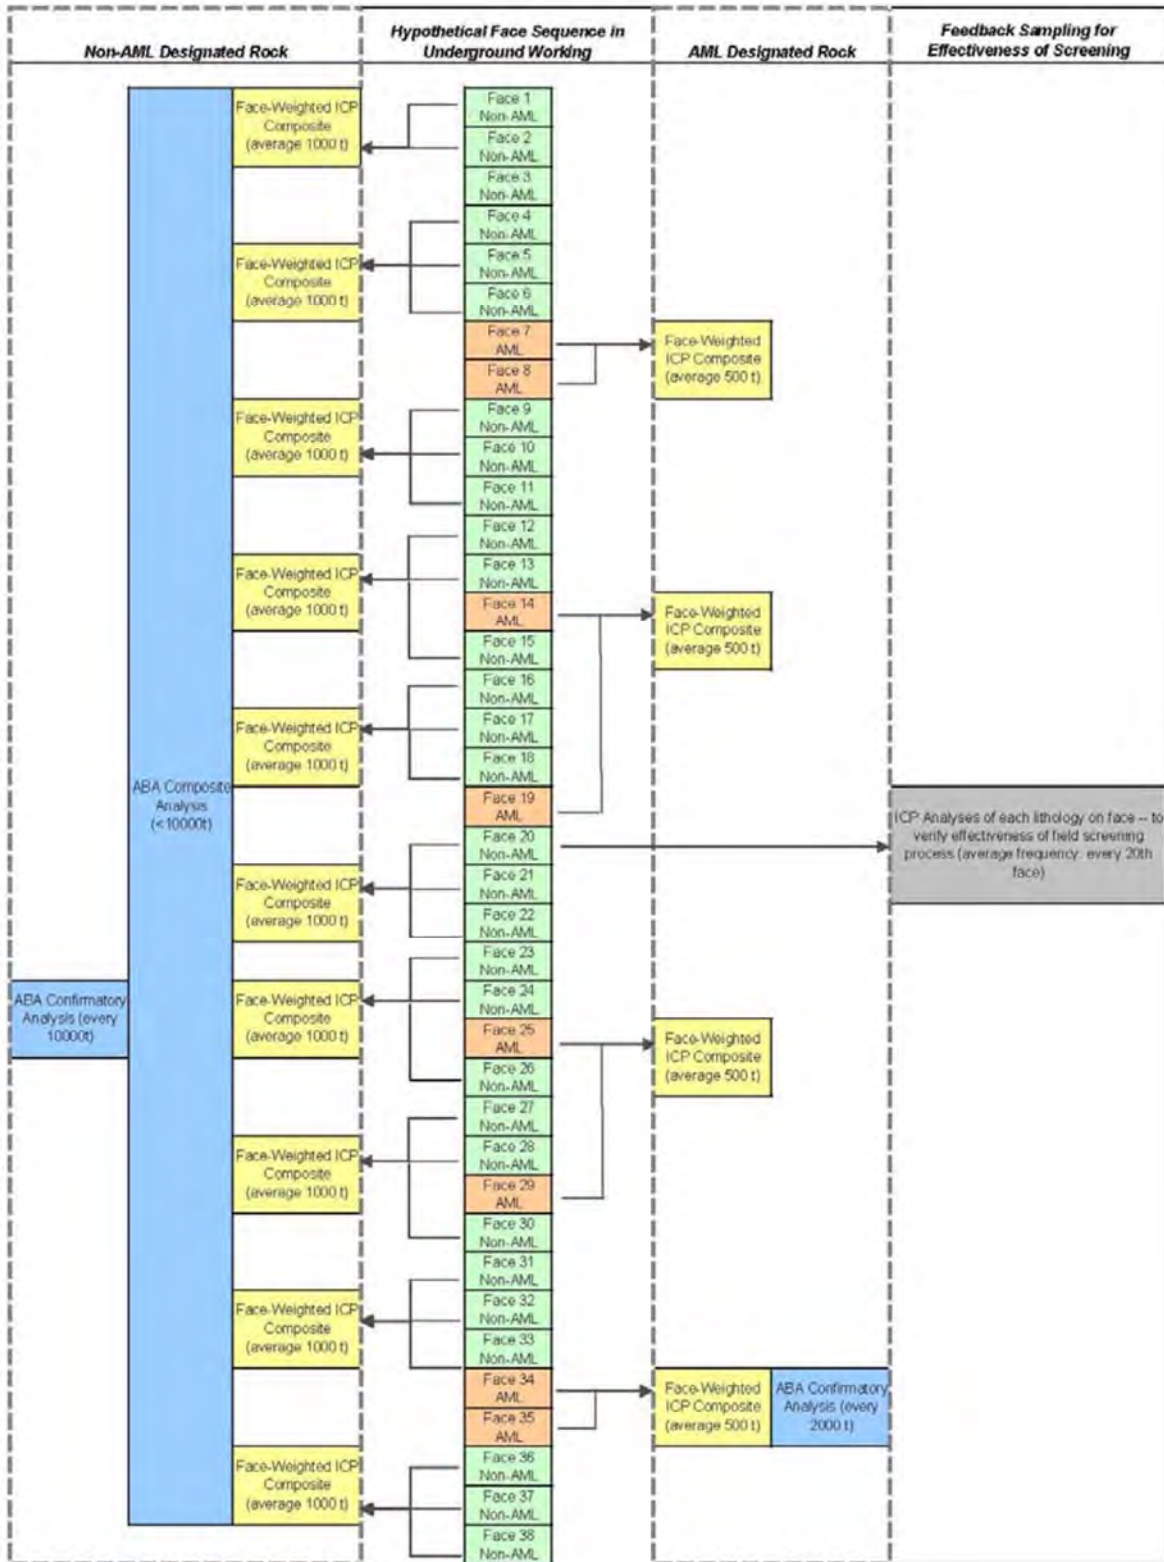 Non-AML Designated Rock
Hypothetical Face Sequence in
Underground Working
AML Designated Rock
Feedback Sampling for
Effectiveness of Screening
Face-Weighted ICP
Composite
(average 1000 t)
Face 1
Non-AML
Face 2
Non-AML
Face 3
Non-AML
Face 4
Non-AML
Face-Weighted ICP
Composite
(average 1000 t)
Face 5
Non-AML
Face 6
Non-AML
Face 7
AML
Face 8
AML
Face-Weighted
ICP Composite
(average 500 t)
Face-Weighted ICP
Composite
(average 1000 t)
Face 9
Non-AML
Face 10
Non-AML
Face 11
Non-AML
Face 12
Non-AML
Face-Weighted ICP
Composite
(average 1000 t)
Face 13
Non-AML
Face 14
AML
Face 15
Non-AML
Face-Weighted
ICP Composite
(average 500 t)
Face 16
Non-AML
Face-Weighted ICP
Composite
(average 1000 t)
Face 17
Non-AML
Face 18
Non-AML
ABA Composite
Analysis
(<10000t)
Face 19
AML
Face 20
Non-AML
ICP Analyses of each lithology on face -- to
verify effectiveness of field screening
process (average frequency: every 20th
face)
Face-Weighted ICP
Composite
(average 1000 t)
Face 21
Non-AML
Face 22
Non-AML
Face 23
Non-AML
ABA Confirmatory
Analysis (every
10000t)
Face-Weighted ICP
Composite
(average 1000 t)
Face 24
Non-AML
Face 25
AML
Face 26
Non-AML
Face-Weighted
ICP Composite
(average 500 t)
Face 27
Non-AML
Face-Weighted ICP
Composite
(average 1000 t)
Face 28
Non-AML
Face 29
AML
Face 30
Non-AML
Face 31
Non-AML
Face-Weighted ICP
Composite
(average 1000 t)
Face 32
Non-AML
Face 33
Non-AML
Face 34
AML
Face 35
AML
Face-Weighted
ICP Composite
(average 500 t)
ABA Confirmatory
Analysis (every
2000 t)
Face-Weighted ICP
Composite
(average 1000 t)
Face 36
Non-AML
Face 37
Non-AML
Face 38
Non-AML